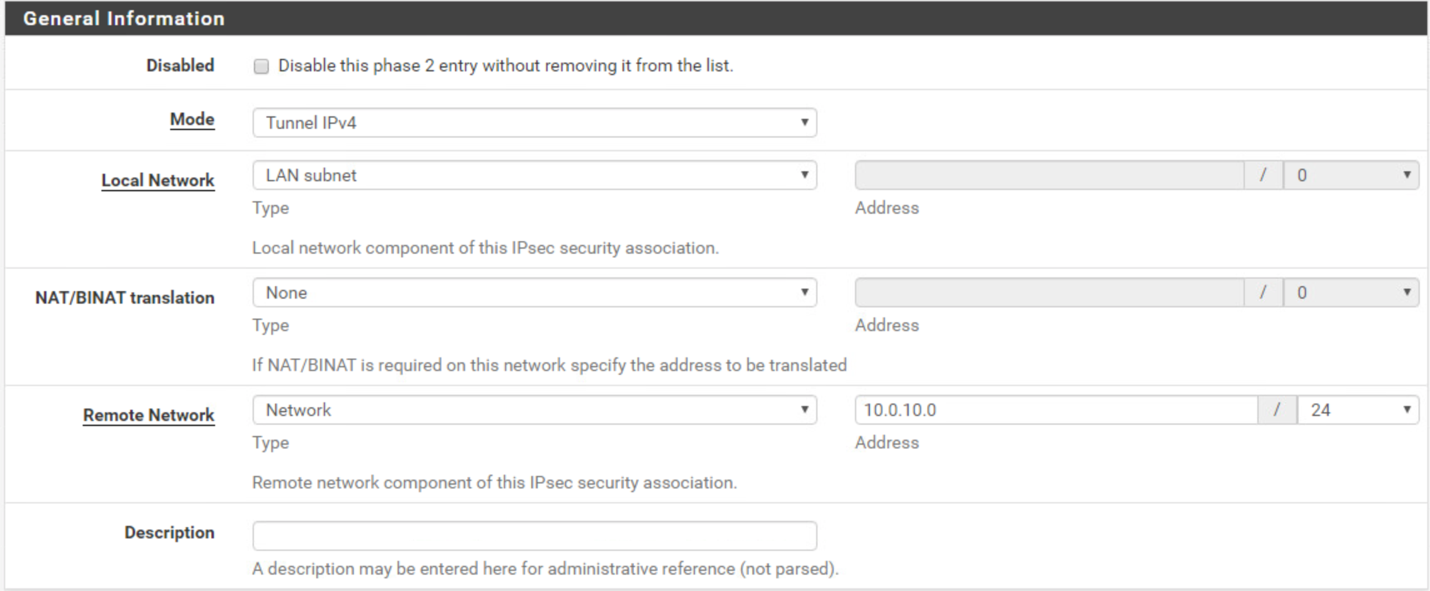 General Information
Disabled Disable this phase 2 entry without removing it from the list.
Mode Tunnel IPv4
Local Network LAN subnet / 0
Type Address
Local network component of this IPsec security association.
NAT/BINAT translation None / 0
Type Address
If NAT/BINAT is required on this network specify the address to be translated
Remote Network Network 10.0.10.0 / 24
Type Address
Remote network component of this IPsec security association.
Description
A description may be entered here for administrative reference (not parsed).